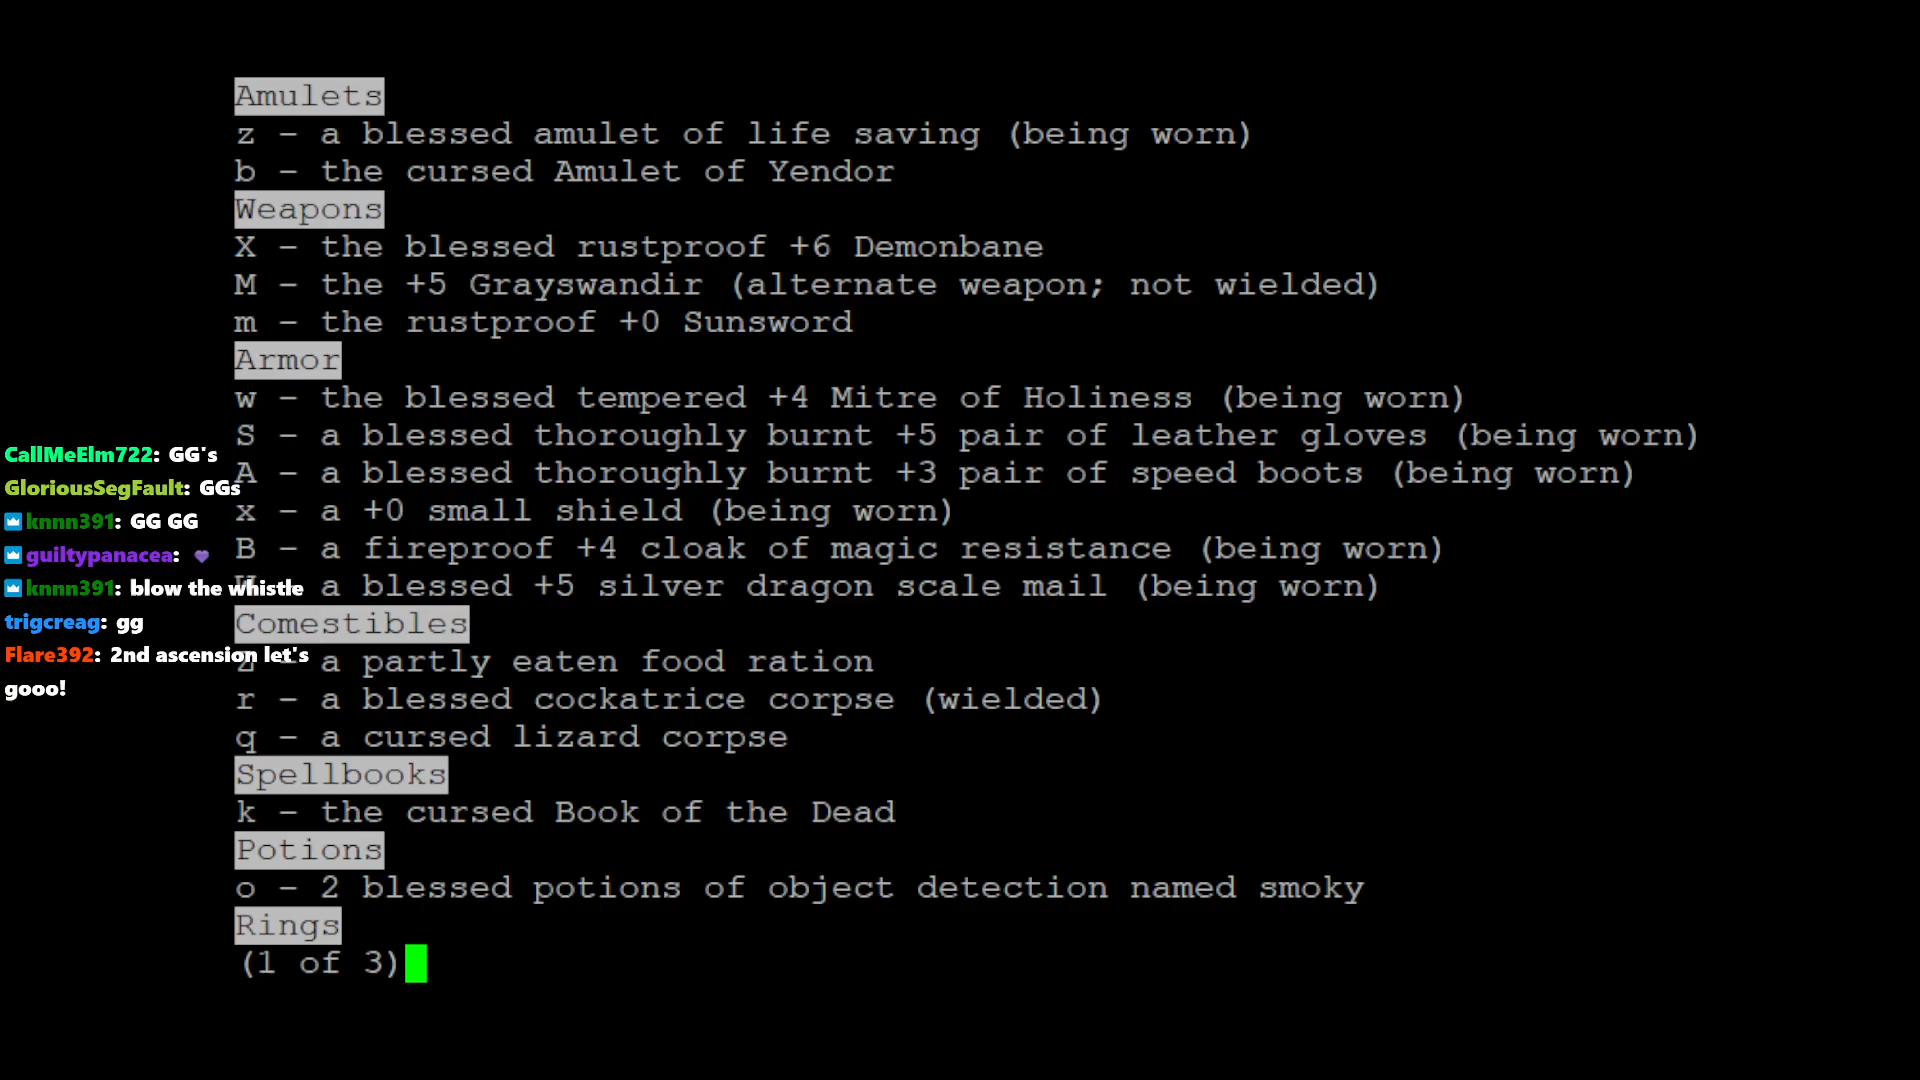 Amulets
z - a blessed amulet of life saving (being worn)
b - the cursed Amulet of Yendor
Weapons
X - the blessed rustproof +6 Demonbane
M - the +5 Grayswandir (alternate weapon; not wielded)
m - the rustproof +0 Sunsword
Armor
w - the blessed tempered +4 Mitre of Holiness (being worn)
S - a blessed thoroughly burnt +5 pair of leather gloves (being worn)
A - a blessed thoroughly burnt +3 pair of speed boots (being worn)
x - a +0 small shield (being worn)
B - a fireproof +4 cloak of magic resistance (being worn)
a blessed +5 silver dragon scale mail (being worn)
Comestibles
a partly eaten food ration
r - a blessed cockatrice corpse (wielded)
q - a cursed lizard corpse
Spellbooks
k - the cursed Book of the Dead
Potions
o - 2 blessed potions of object detection named smoky
Rings
(1 of 3)
CallMeElm722: GG's
GloriousSegFault: GGs
knnn391: GG GG
guiltypanacea:
knnn391: blow the whistle
trigcreag: gg
Flare392: 2nd ascension let's
gooo!